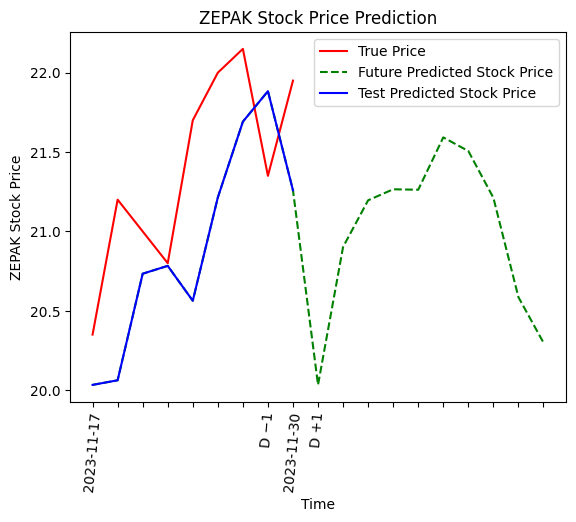 ZEPAK Stock Price Prediction
True Price
Future Predicted Stock Price
Test Predicted Stock Price
ZEPAK Stock Price
22.0
21.5
21.0
20.5
20.0
2023-11-17
D −1
2023-11-30
D +1
Time